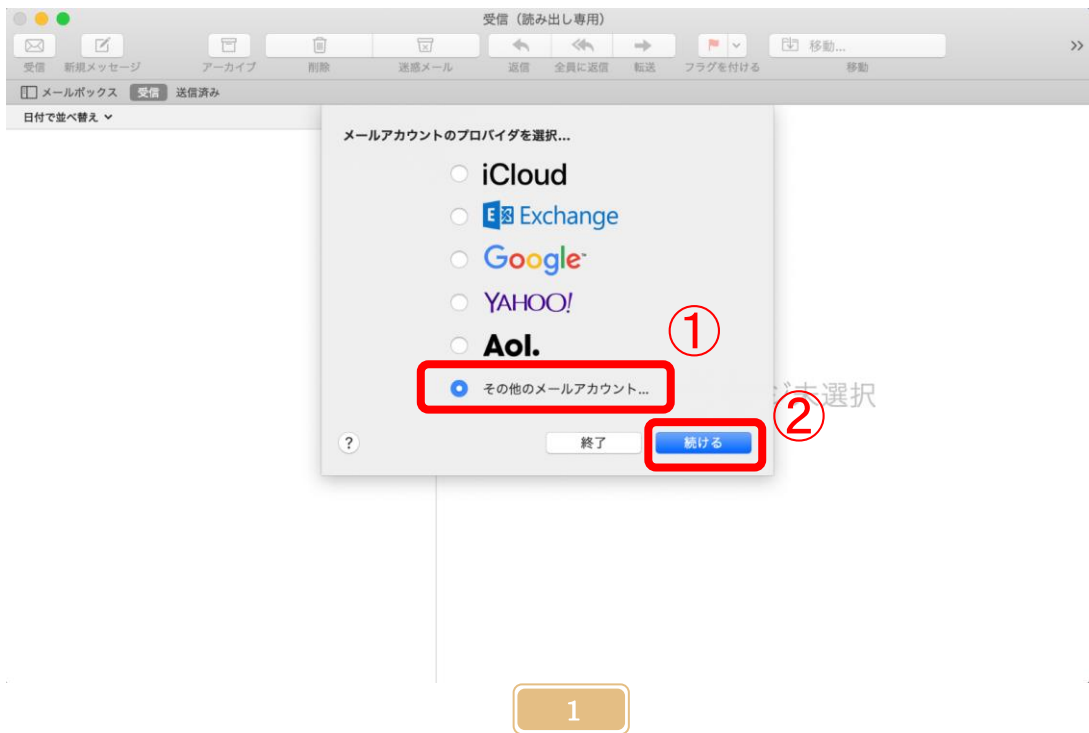 受信（読み出し専用）
移動...
受信 新規メッセージ アーカイブ 削除 迷惑メール 返信 全員に返信 転送 フラグを付ける 移動
メールボックス 受信 送信済み
日付で並べ替え
メールアカウントのプロバイダを選択...
iCloud
E Exchange
Google
YAHOO!
Aol.
①
その他のメールアカウント...
未選択
②
? 終了 続ける
1